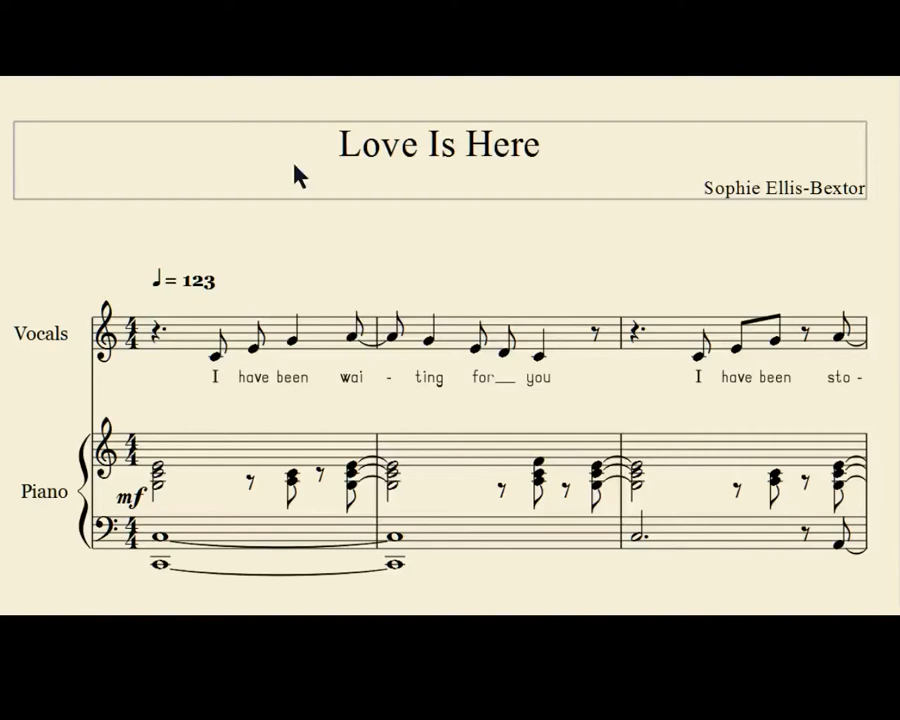 Love Is Here
Sophie Ellis-Bextor
♩= 123
Vocals
I have been wai - ting for__ you I have been sto -
Piano
mf